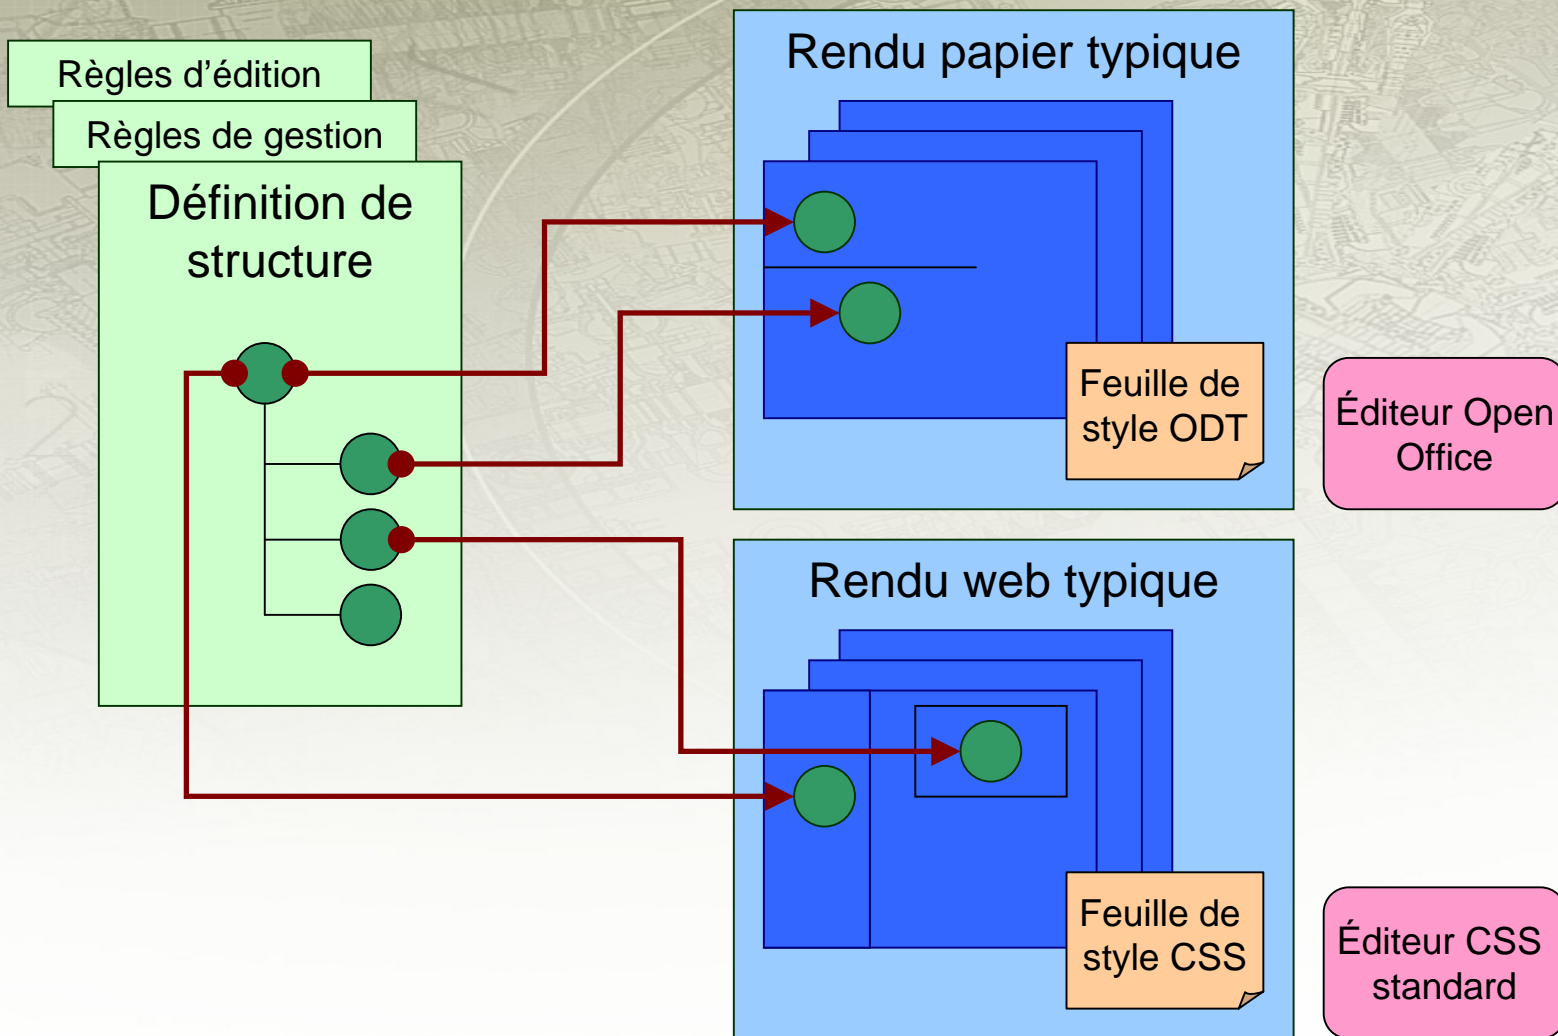 Règles d'édition
Règles de gestion
Définition de
structure
Rendu papier typique
Feuille de
style ODT
Éditeur Open
Office
Rendu web typique
Feuille de
style CSS
Éditeur CSS
standard